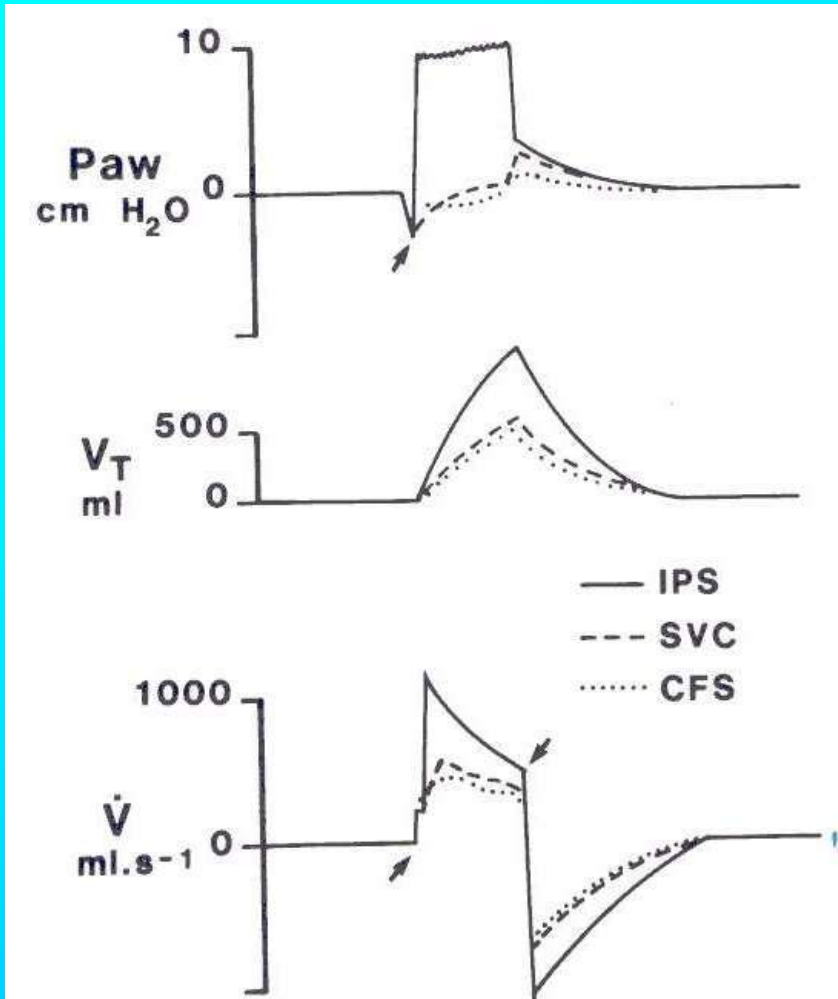 10
Paw
cm H₂O
0
500
V_T
ml
0
IPS
SVC
CFS
1000
V̇
ml.s-1
0